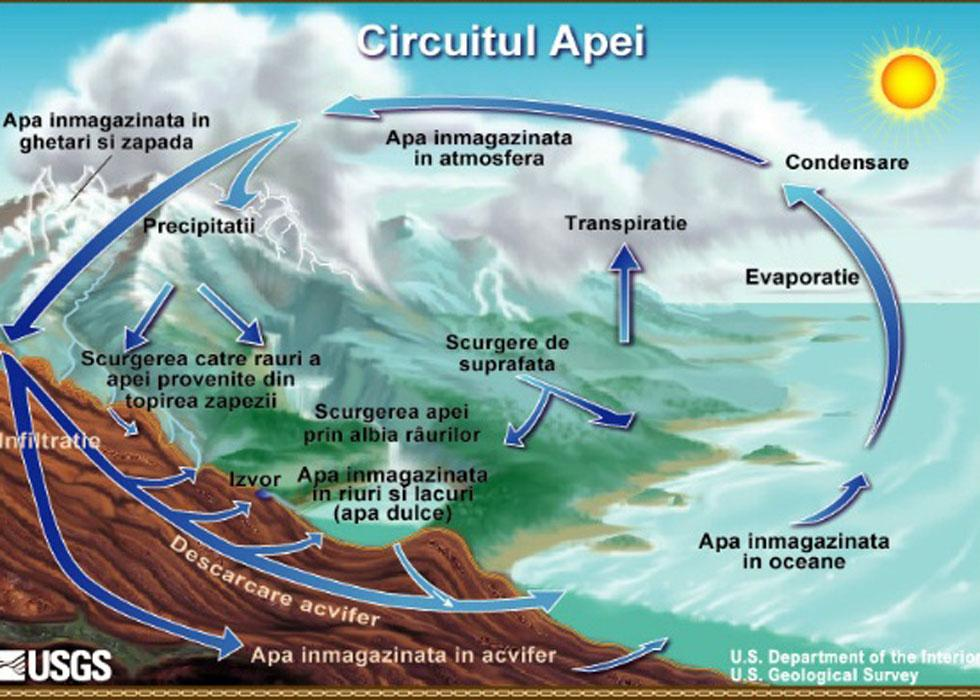 Circuitul Apei
Apa inmagazinata in
ghetari si zapada
Apa inmagazinata
in atmosfera
Condensare
Precipitatii
Transpiratie
Evaporatie
Scurgerea catre rauri a
apei provenite din
topirea zapezii
Scurgere de
suprafata
Scurgerea apei
prin albia râurilor
Infiltratie
Izvor
Apa inmagazinata
in riuri si lacuri
(apa dulce)
Apa inmagazinata
in oceane
Descarcare acvifer
Apa inmagazinata in acvifer
USGS
U.S. Department of the Interior
U.S. Geological Survey